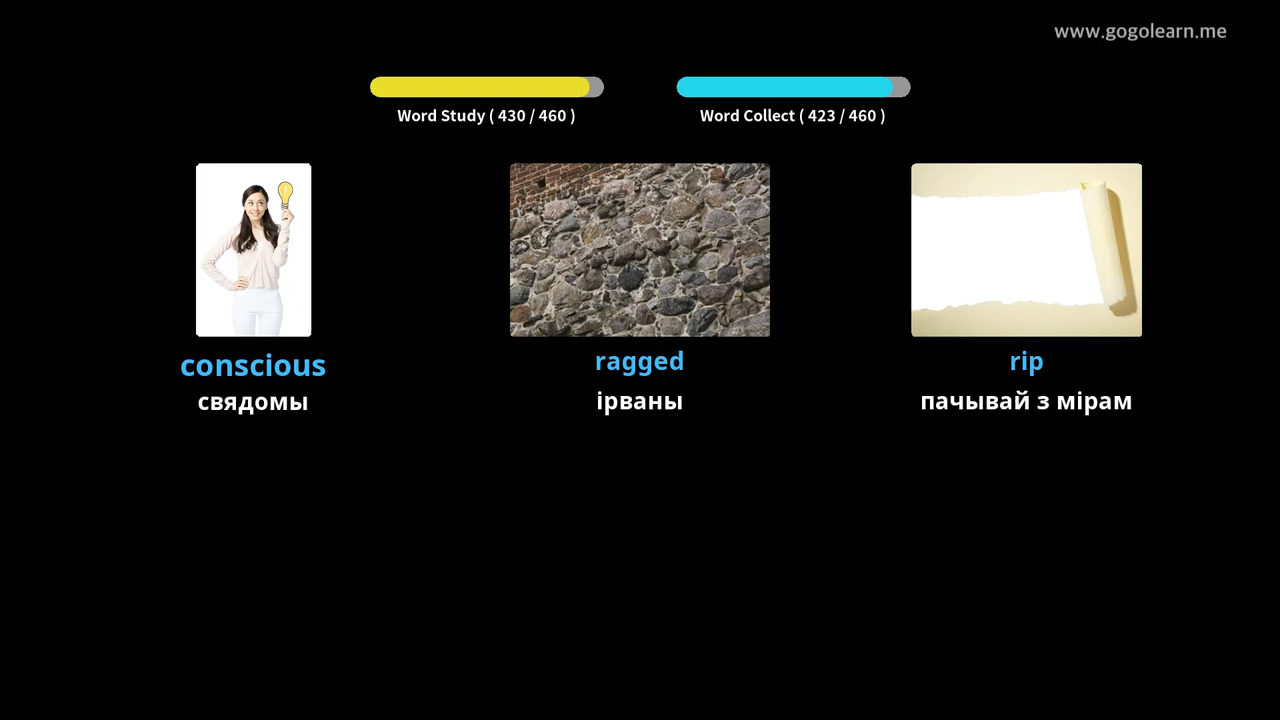 www.gogolearn.me
Word Study ( 430 / 460 )
Word Collect ( 423 / 460 )
conscious
свядомы
ragged
ірваны
rip
пачывай з мірам